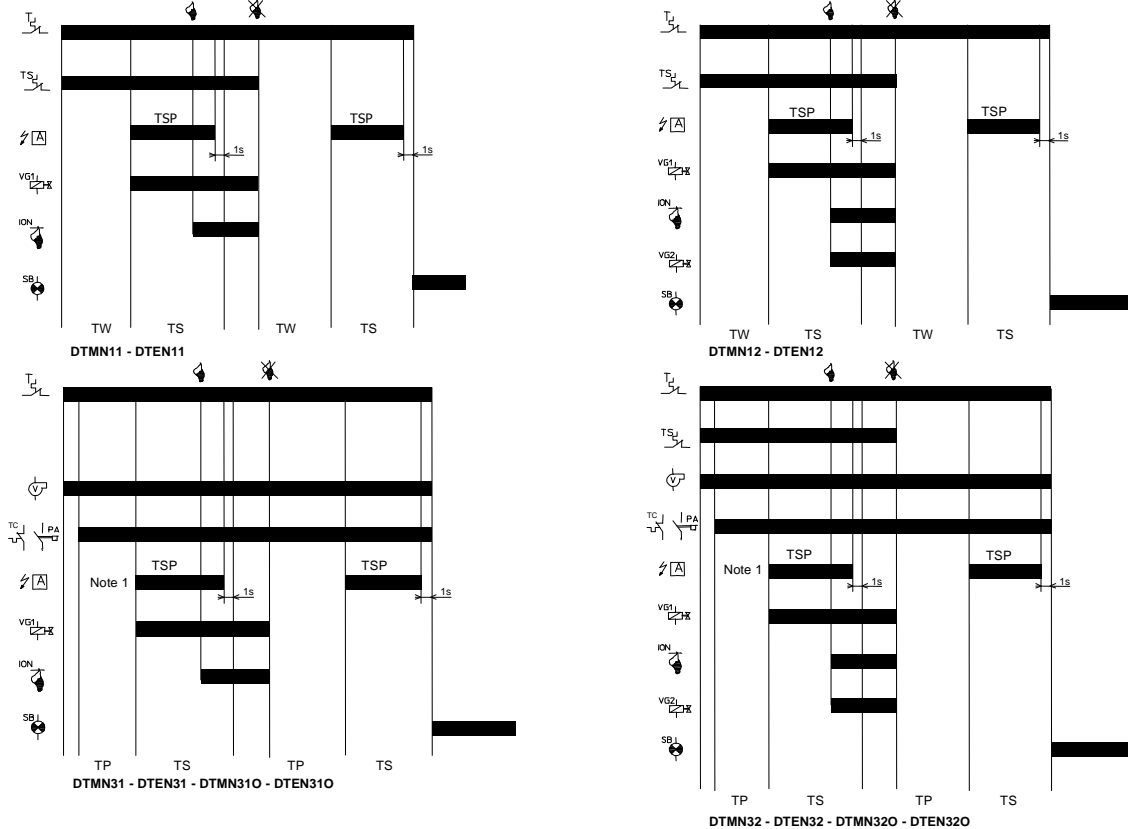 T
TS
TSP
TSP
A
1s
1s
VG1
ION
SB
TW
TS
TW
TS
DTMN11 - DTEN11
T
TS
TSP
TSP
A
1s
1s
VG1
ION
VG2
SB
TW
TS
TW
TS
DTMN12 - DTEN12
T
V
TC
PA
TSP
TSP
A
Note 1
1s
1s
VG1
ION
SB
TP
TS
TP
TS
DTMN31 - DTEN31 - DTMN31O - DTEN31O
T
TS
V
TC
PA
TSP
TSP
A
Note 1
1s
1s
VG1
ION
VG2
SB
TP
TS
TP
TS
DTMN32 - DTEN32 - DTMN32O - DTEN32O